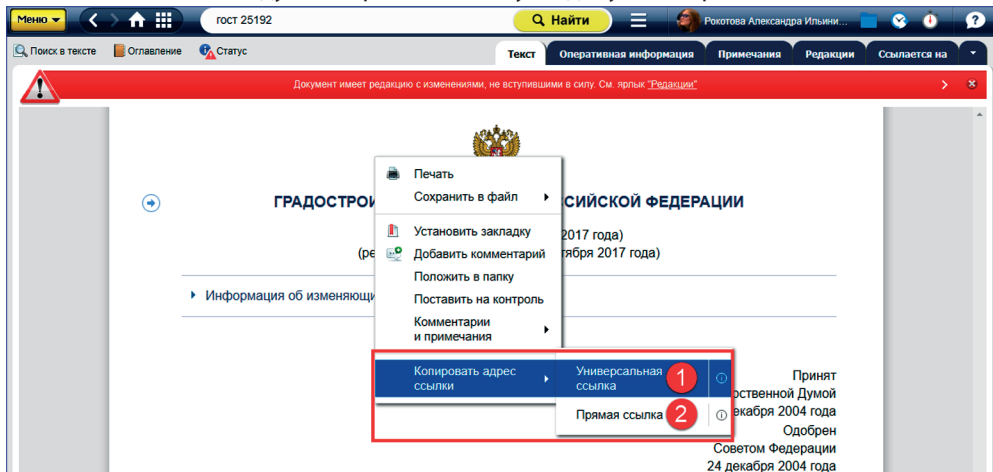 Меню
гост 25192
Найти
Рокотова Александра Ильини...
?
Поиск в тексте
Оглавление
Статус
Текст
Оперативная информация
Примечания
Редакции
Ссылается на
Документ имеет редакцию с изменениями, не вступившими в силу. См. ярлык "Редакции"
ГРАДОСТРОИ
СИЙСКОЙ ФЕДЕРАЦИИ
2017 года)
(ре
тября 2017 года)
Информация об изменяющи
Печать
Сохранить в файл
Установить закладку
Добавить комментарий
Положить в папку
Поставить на контроль
Комментарии
и примечания
Копировать адрес
ссылки
Универсальная
ссылка
1
Прямая ссылка
2
Принят
рственной Думой
екабря 2004 года
Одобрен
Советом Федерации
24 декабря 2004 года